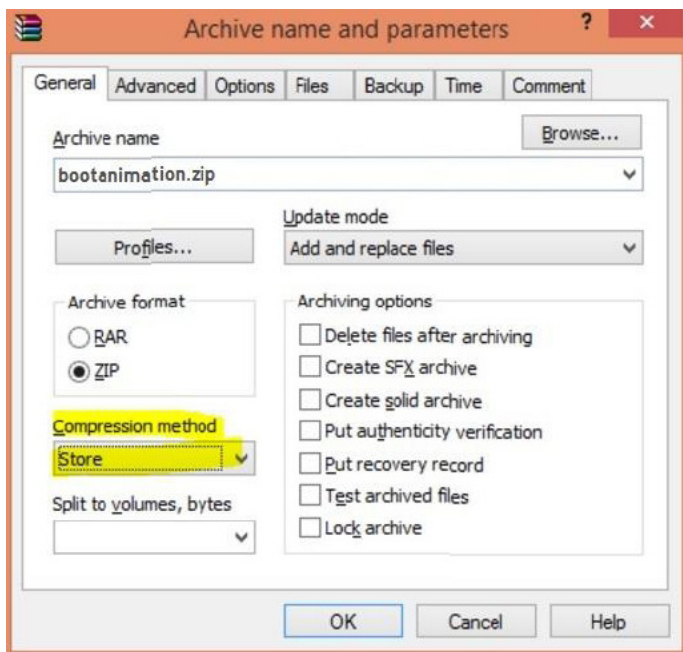 Archive name and parameters
?
General Advanced Options Files Backup Time Comment
Archive name
Browse...
bootanimation.zip
Update mode
Profiles...
Add and replace files
Archive format
RAR
ZIP
Archiving options
Delete files after archiving
Create SFX archive
Create solid archive
Put authenticity verification
Put recovery record
Test archived files
Lock archive
Compression method
Store
Split to volumes, bytes
OK Cancel Help